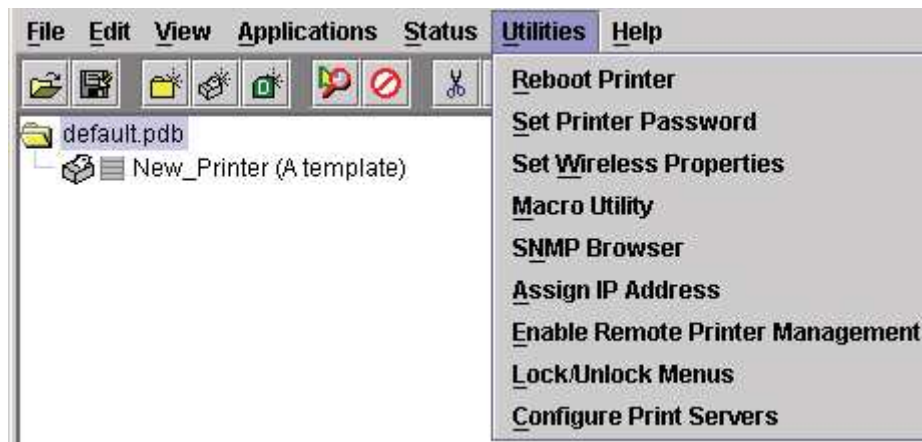 File Edit View Applications Status Utilities Help
default.pdb
New_Printer (A template)
Reboot Printer
Set Printer Password
Set Wireless Properties
Macro Utility
SNMP Browser
Assign IP Address
Enable Remote Printer Management
Lock/Unlock Menus
Configure Print Servers